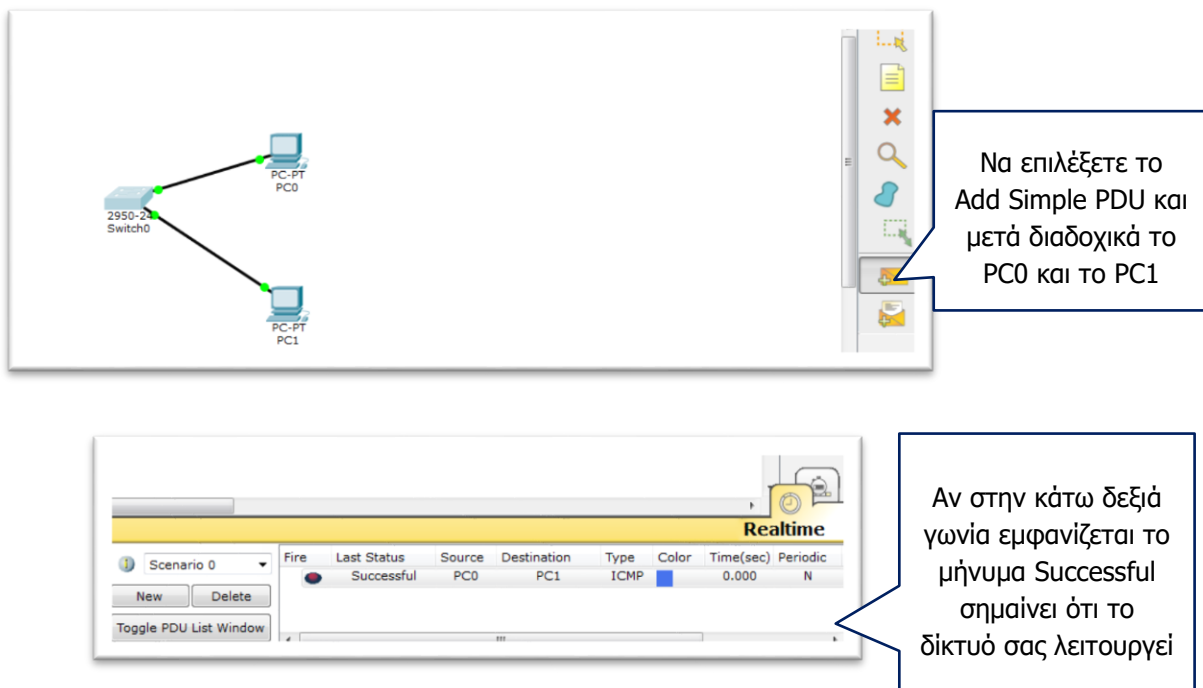 PC-PT
PC0
2950-24
Switch0
PC-PT
PC1
Να επιλέξετε το
Add Simple PDU και
μετά διαδοχικά το
PC0 και το PC1
Realtime
Scenario 0
New Delete
Toggle PDU List Window
Fire Last Status Source Destination Type Color Time(sec) Periodic
Successful PC0 PC1 ICMP 0.000 N
Αν στην κάτω δεξιά
γωνία εμφανίζεται το
μήνυμα Successful
σημαίνει ότι το
δίκτυό σας λειτουργεί